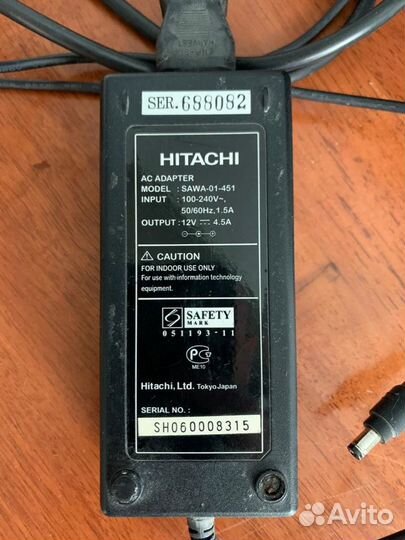 SER.688082
HITACHI
AC ADAPTER
MODEL : SAWA-01-451
INPUT : 100-240V~,
50/60Hz, 1.5A
OUTPUT : 12V ⎓ 4.5A
CAUTION
FOR INDOOR USE ONLY
For use with information technology
equipment.
S SAFETY
MARK
051193-11
PG
ME10
Hitachi, Ltd. Tokyo Japan
SERIAL NO. :
SH060008315
Avito